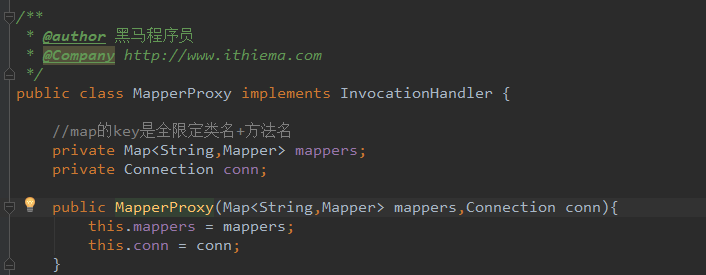 /**
 * @author 黑马程序员
 * @Company http://www.ithiema.com
 */
public class MapperProxy implements InvocationHandler {
//map的key是全限定类名+方法名
private Map<String,Mapper> mappers;
private Connection conn;
public MapperProxy(Map<String,Mapper> mappers,Connection conn){
this.mappers = mappers;
this.conn = conn;
}